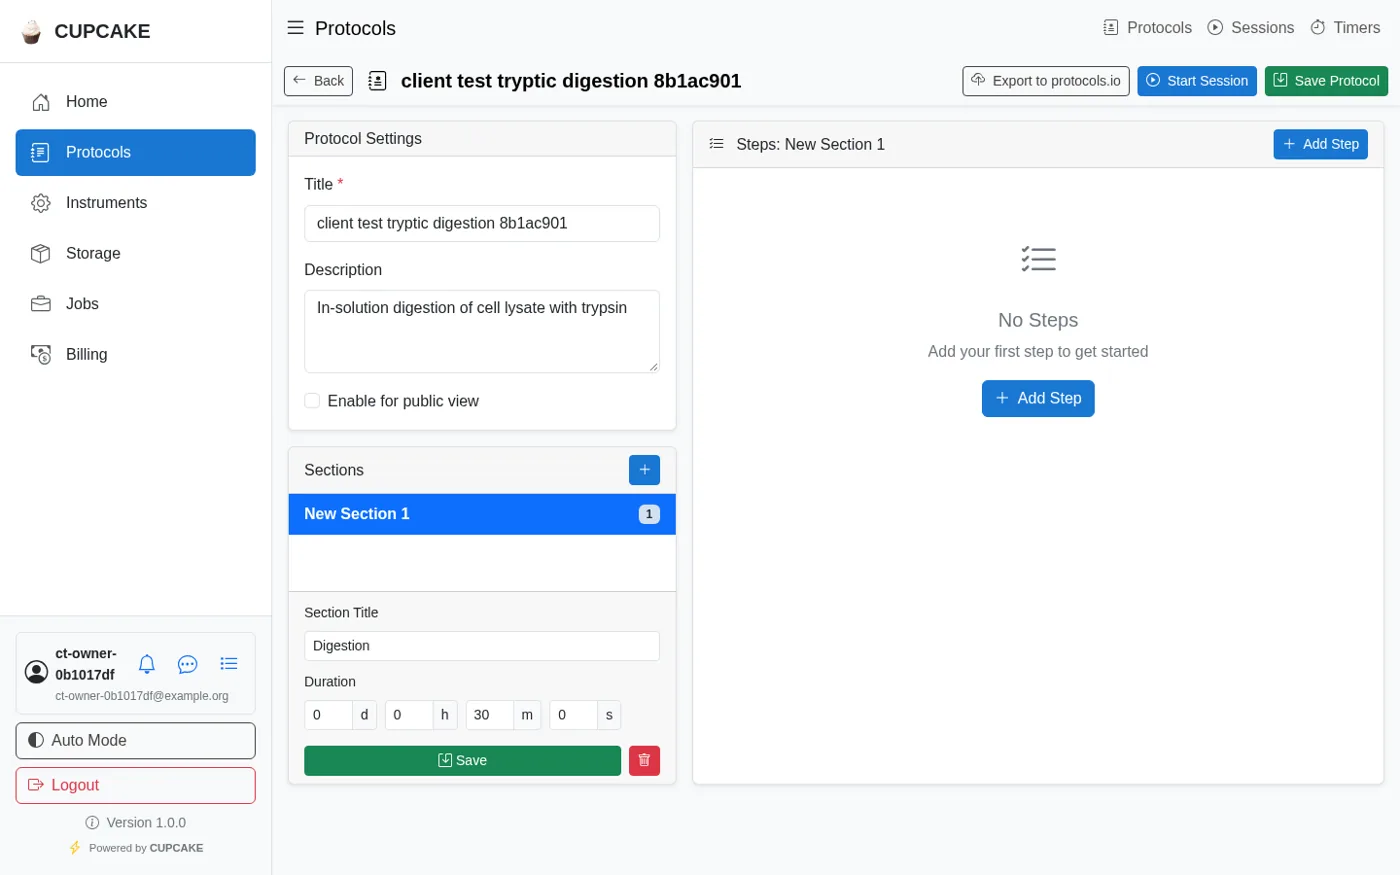 CUPCAKE
Protocols
Protocols
Sessions
Timers
Back
client test tryptic digestion 8b1ac901
Export to protocols.io
Start Session
Save Protocol
Home
Protocols
Instruments
Storage
Jobs
Billing
Protocol Settings
Title *
client test tryptic digestion 8b1ac901
Description
In-solution digestion of cell lysate with trypsin
Enable for public view
Sections
New Section 1
1
Section Title
Digestion
Duration
0 d 0 h 30 m 0 s
Save
Steps: New Section 1
Add Step
No Steps
Add your first step to get started
Add Step
ct-owner-
0b1017df
ct-owner-0b1017df@example.org
Auto Mode
Logout
Version 1.0.0
Powered by CUPCAKE